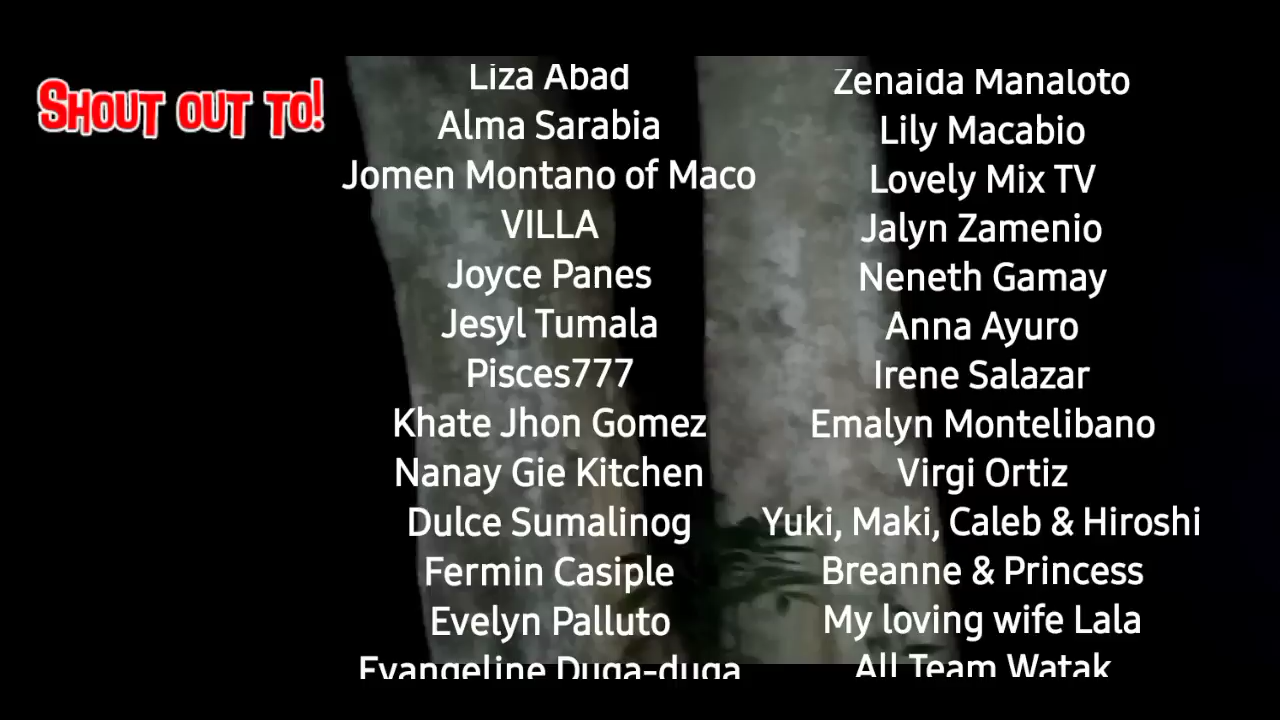 Shout out to!
Liza Abad
Alma Sarabia
Jomen Montano of Maco
VILLA
Joyce Panes
Jesyl Tumala
Pisces777
Khate Jhon Gomez
Nanay Gie Kitchen
Dulce Sumalinog
Fermin Casiple
Evelyn Palluto
Evangeline Duga-duga
Zenaida Manaloto
Lily Macabio
Lovely Mix TV
Jalyn Zamenio
Neneth Gamay
Anna Ayuro
Irene Salazar
Emalyn Montelibano
Virgi Ortiz
Yuki, Maki, Caleb & Hiroshi
Breanne & Princess
My loving wife Lala
All Team Watak